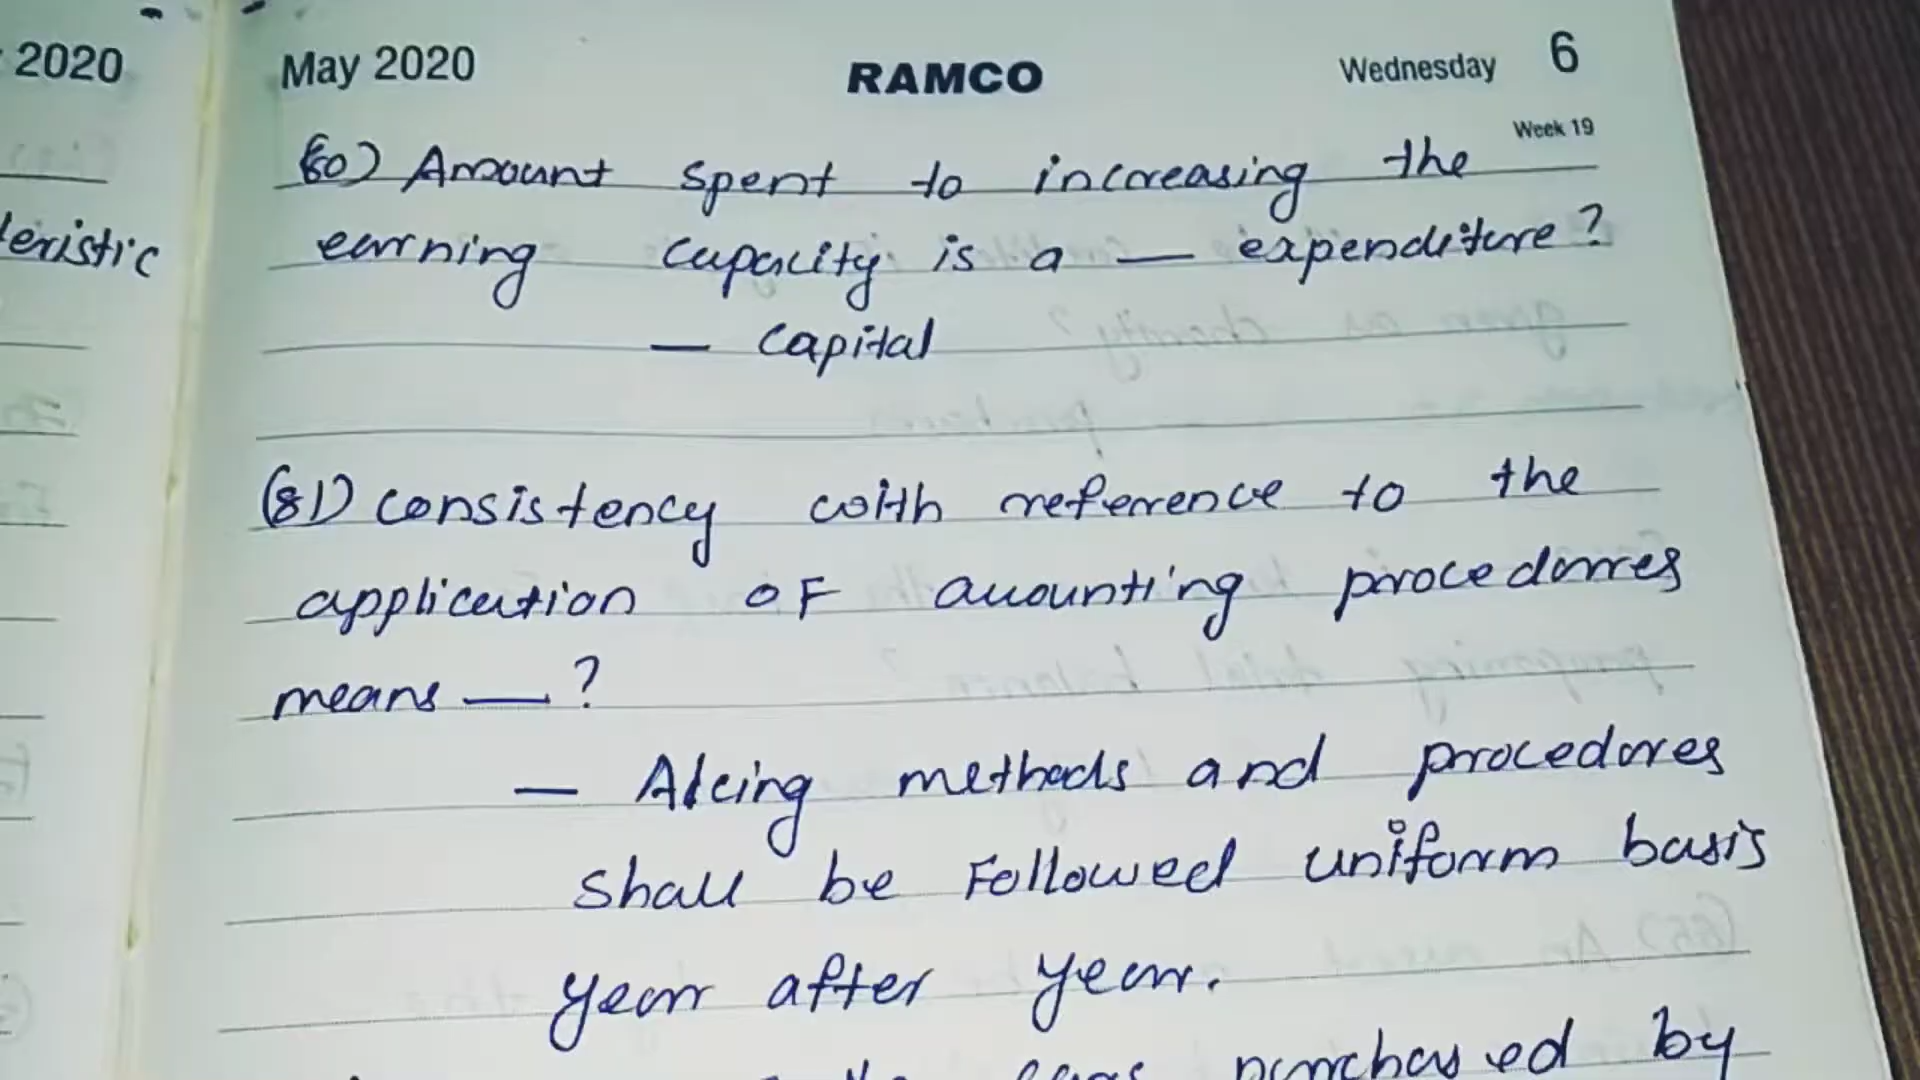 2020
May 2020 RAMCO Wednesday 6
Week 19
(80) Amount spent to increasing the
earning capacity is a — expenditure?
— capital
teristic
(81) consistency with reference to the
application of accounting procedures
means — ?
— Alcing methods and procedures
shall be Followed uniform basis
year after year.
purchased by